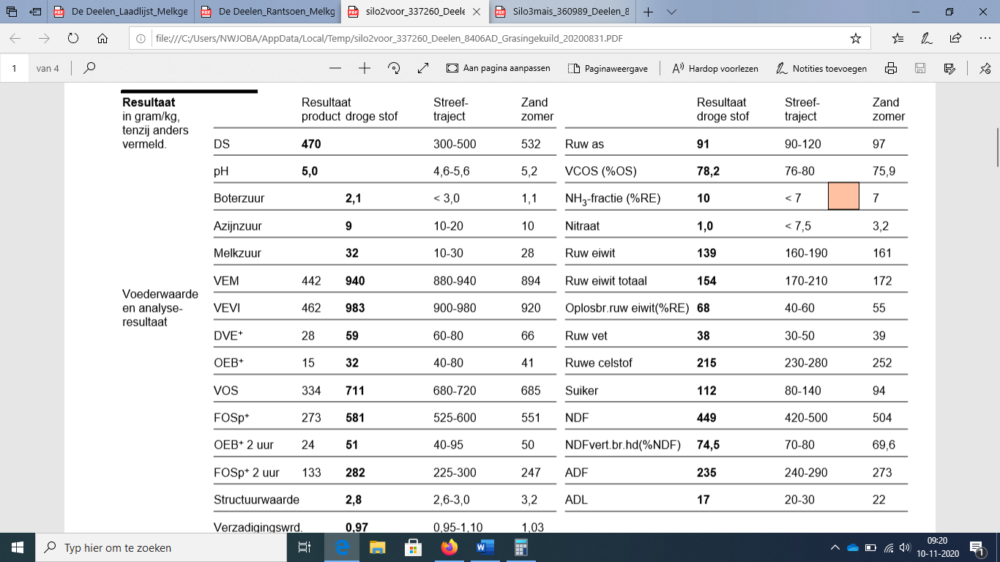 De Deelen_Laadlijst_Melkge
De Deelen_Rantsoen_Melkg
silo2voor_337260_Deele
Silo3mais_360989_Deelen_8
file:///C:/Users/NWJOBA/AppData/Local/Temp/silo2voor_337260_Deelen_8406AD_Grasingekuild_20200831.PDF
1 van 4 Aan pagina aanpassen Paginaweergave Hardop voorlezen Notities toevoegen
Resultaat
in gram/kg,
tenzij anders
vermeld.
Resultaat Streef- Zand
product droge stof traject zomer
DS 470 300-500 532
pH 5,0 4,6-5,6 5,2
Boterzuur 2,1 < 3,0 1,1
Azijnzuur 9 10-20 10
Melkzuur 32 10-30 28
Voederwaarde
en analyse-
resultaat
VEM 442 940 880-940 894
VEVI 462 983 900-980 920
DVE⁺ 28 59 60-80 66
OEB⁺ 15 32 40-80 41
VOS 334 711 680-720 685
FOSp⁺ 273 581 525-600 551
OEB⁺ 2 uur 24 51 40-95 50
FOSp⁺ 2 uur 133 282 225-300 247
Structuurwaarde 2,8 2,6-3,0 3,2
Verzadigingswrd. 0,97 0,95-1,10 1,03
Resultaat Streef- Zand
droge stof traject zomer
Ruw as 91 90-120 97
VCOS (%OS) 78,2 76-80 75,9
NH₃-fractie (%RE) 10 < 7 7
Nitraat 1,0 < 7,5 3,2
Ruw eiwit 139 160-190 161
Ruw eiwit totaal 154 170-210 172
Oplosbr.ruw eiwit(%RE) 68 40-60 55
Ruw vet 38 30-50 39
Ruwe celstof 215 230-280 252
Suiker 112 80-140 94
NDF 449 420-500 504
NDFvert.br.hd(%NDF) 74,5 70-80 69,6
ADF 235 240-290 273
ADL 17 20-30 22
Typ hier om te zoeken
09:20
10-11-2020
1